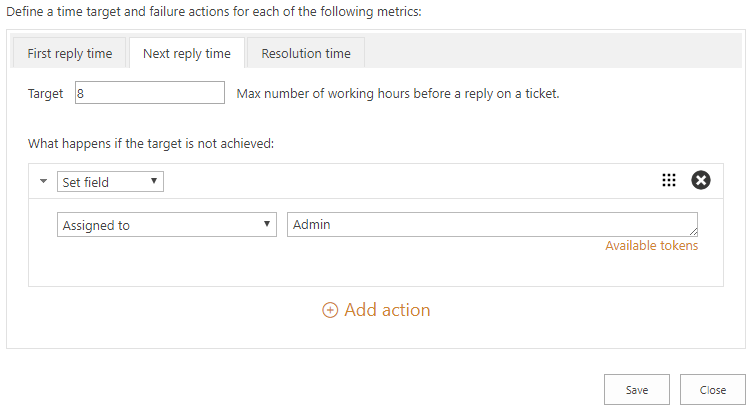 Define a time target and failure actions for each of the following metrics:
First reply time Next reply time Resolution time
Target 8 Max number of working hours before a reply on a ticket.
What happens if the target is not achieved:
Set field
Assigned to Admin
Available tokens
Add action
Save Close